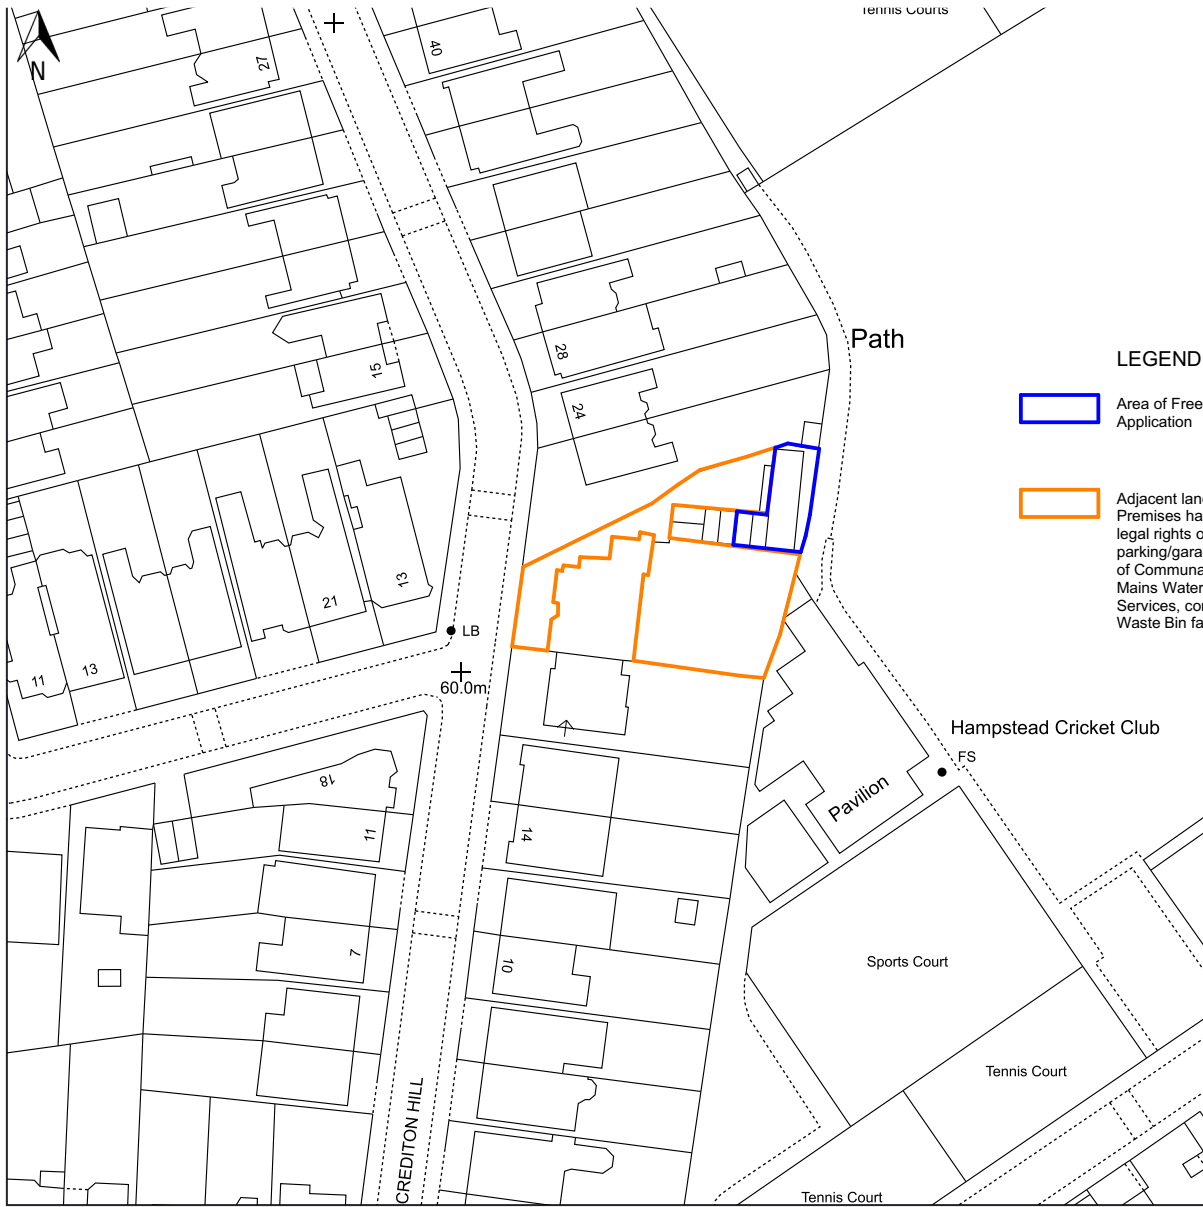 Tennis Courts
N
27
40
Path
28
15
24
LEGEND
Area of Free
Application
Adjacent lan
Premises ha
legal rights o
parking/gara
of Communa
Mains Water
Services, co
Waste Bin fa
13
21
LB
11
13
60.0m
Hampstead Cricket Club
FS
Pavilion
18
11
14
7
10
Sports Court
Tennis Court
CREDITON HILL
Tennis Court